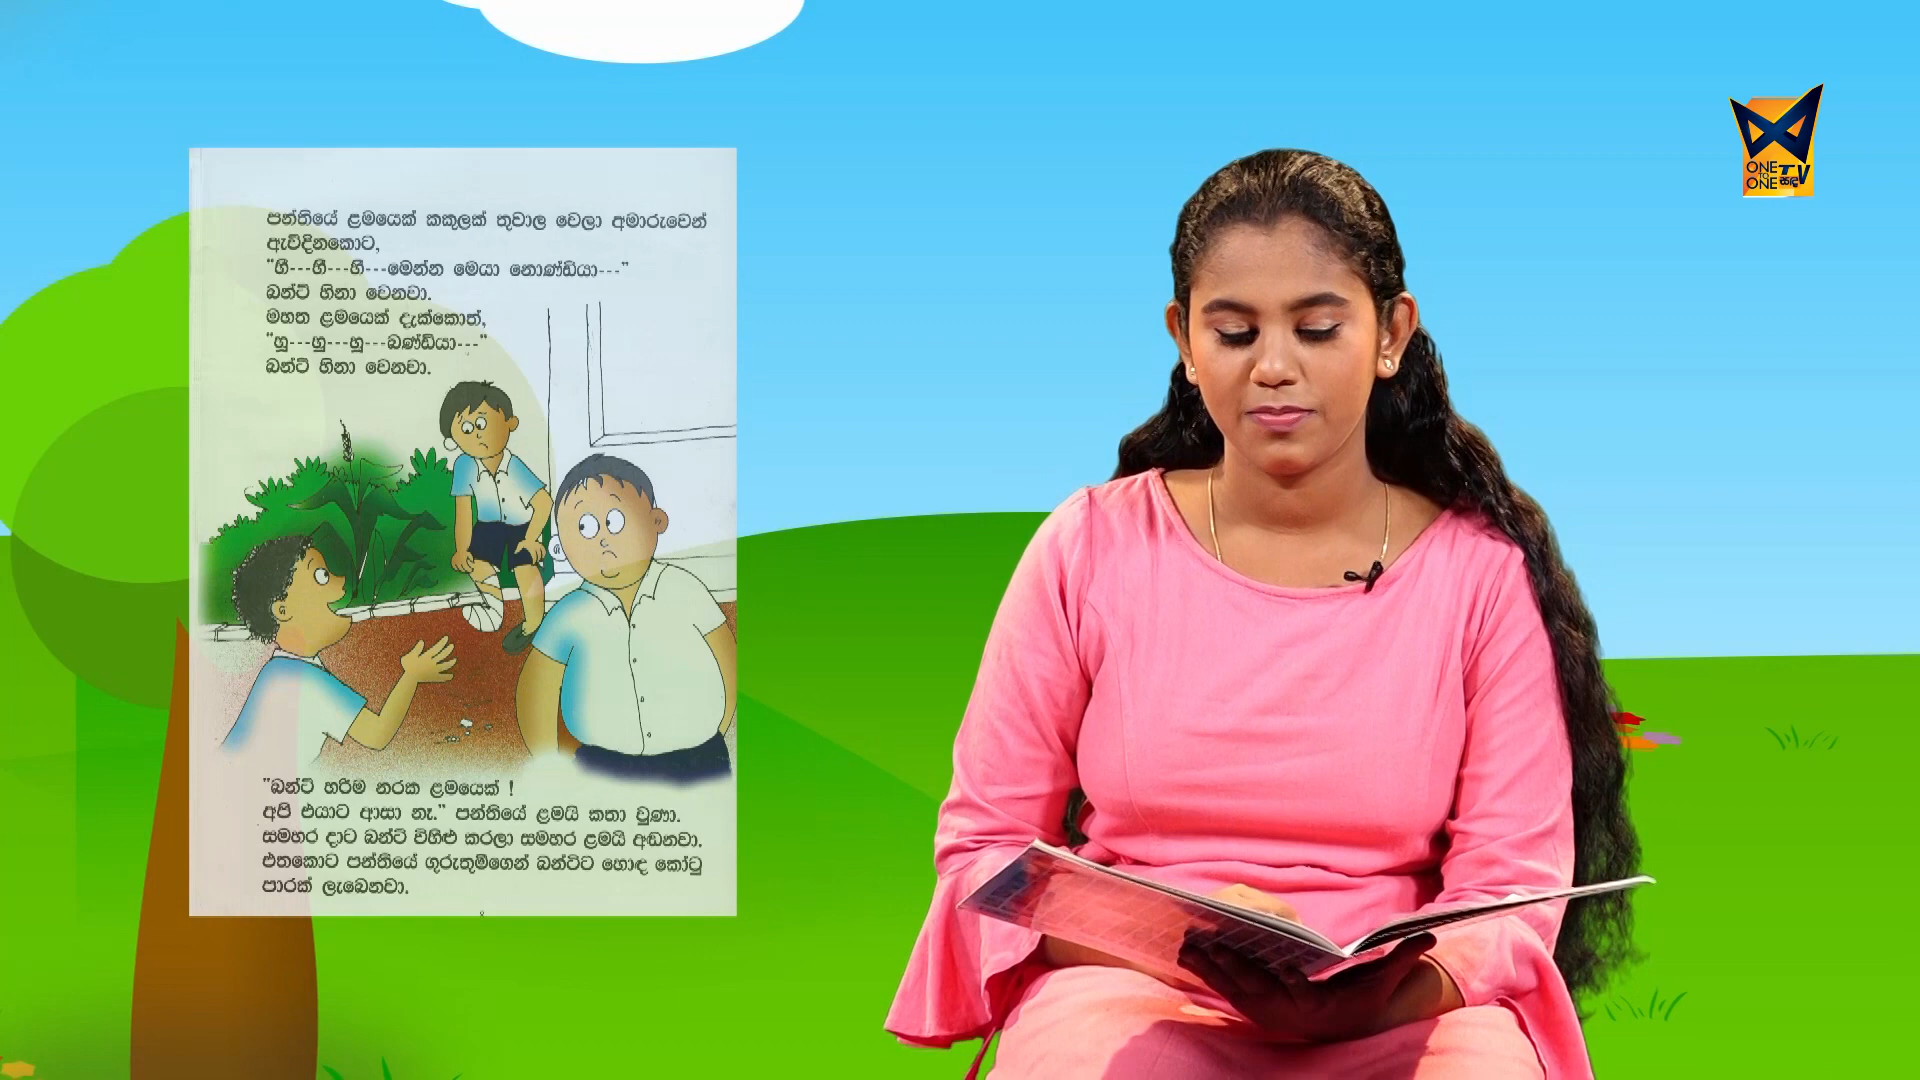 පන්තියේ ළමයෙක් කකුලක් තුවාල වෙලා අමාරුවෙන්
ඇවිදිනකොට,
"හී---හී---හී---මෙන්න මෙයා නොණ්ඩියා---"
බන්ටි හිනා වෙනවා.
මහත ළමයෙක් දැක්කොත්,
"හූ---හූ---හූ---බණ්ඩියා---"
බන්ටි හිනා වෙනවා.
"බන්ටි හරිම නරක ළමයෙක් !
අපි එයාට ආසා නෑ." පන්තියේ ළමයි කතා වුණා.
සමහර දාට බන්ටි විහිළු කරලා සමහර ළමයි අඬනවා.
එතකොට පන්තියේ ගුරුතුමීගෙන් බන්ටිට හොඳ කෝටු
පාරක් ලැබෙනවා.
ONE
TO
ONE
TV
සඳ